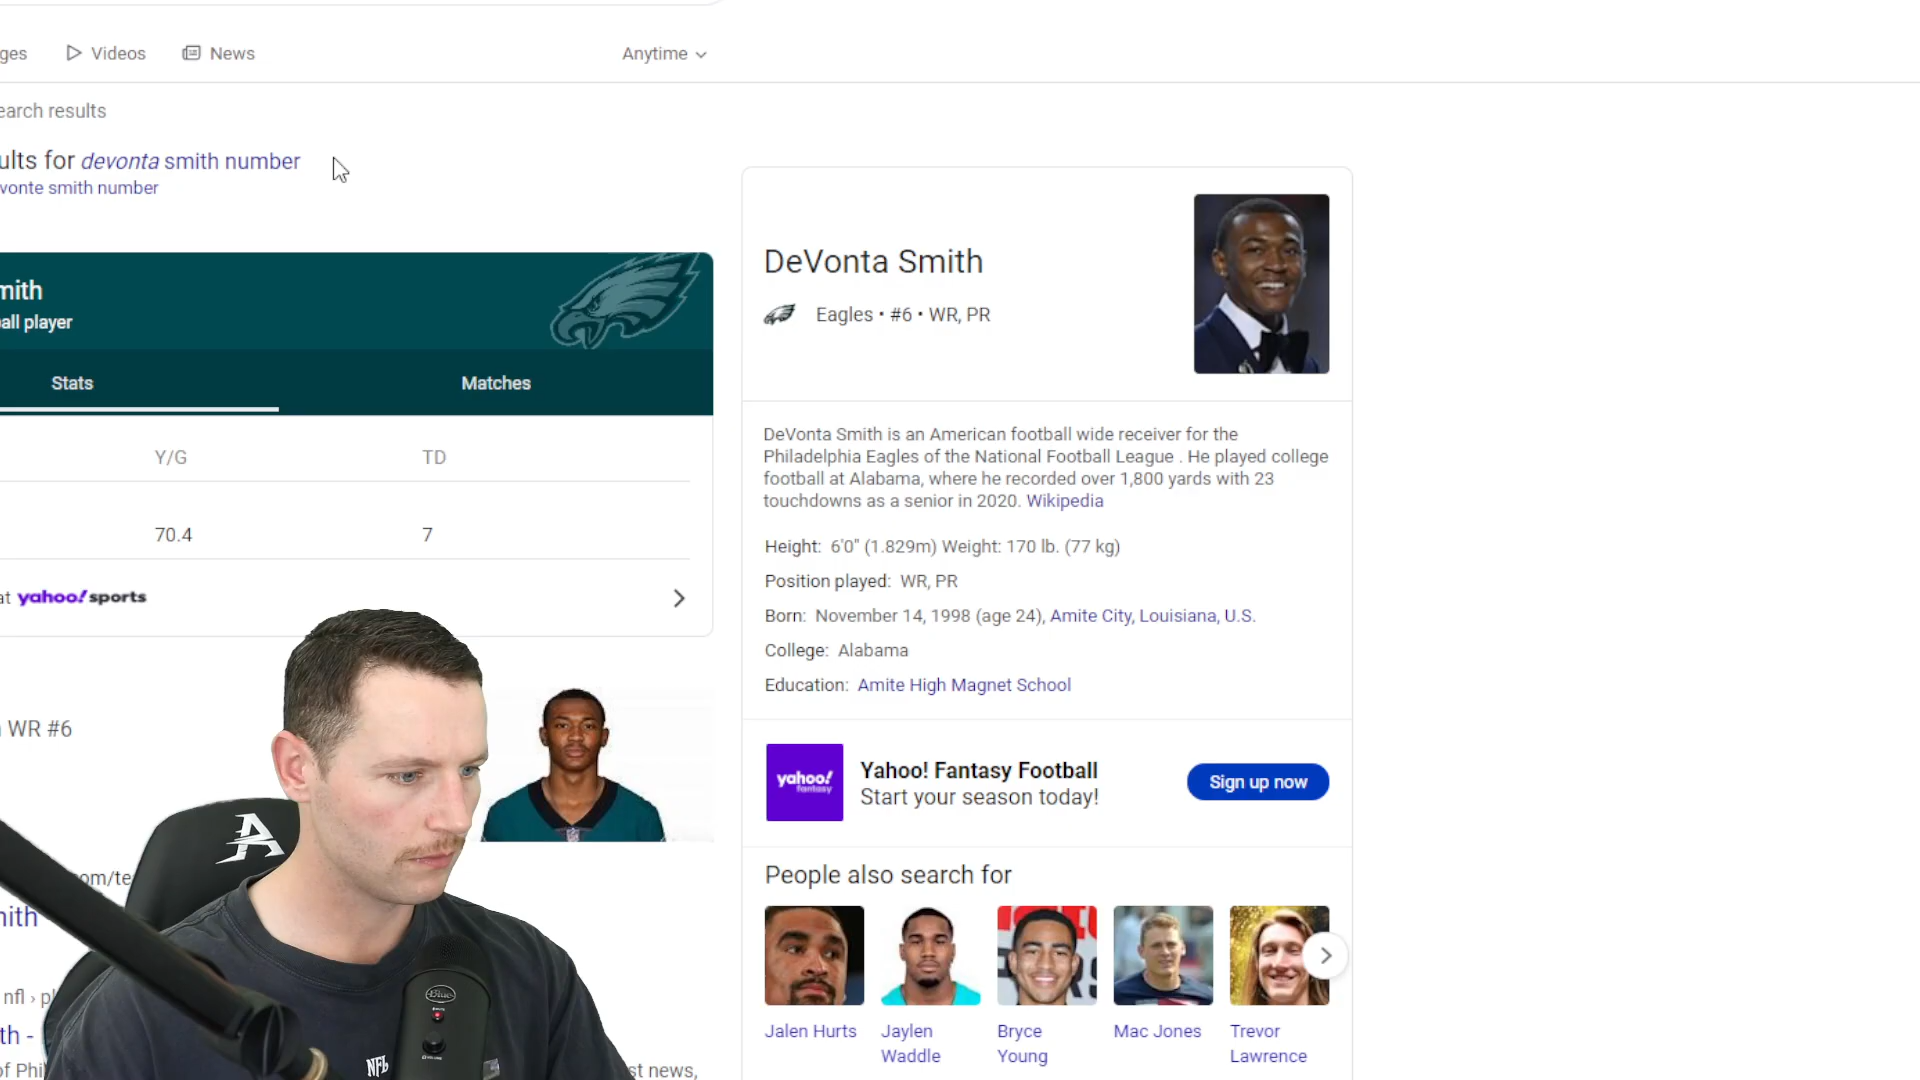 ges
Videos
News
Anytime
earch results
ults for devonta smith number
vonte smith number
mith
all player
Stats
Matches
Y/G
TD
70.4
7
at yahoo!sports
WR #6
om/te
nith
nfl › pl
th -
of Phi
st news,
DeVonta Smith
Eagles • #6 • WR, PR
DeVonta Smith is an American football wide receiver for the
Philadelphia Eagles of the National Football League . He played college
football at Alabama, where he recorded over 1,800 yards with 23
touchdowns as a senior in 2020. Wikipedia
Height: 6'0" (1.829m) Weight: 170 lb. (77 kg)
Position played: WR, PR
Born: November 14, 1998 (age 24), Amite City, Louisiana, U.S.
College: Alabama
Education: Amite High Magnet School
yahoo!
fantasy
Yahoo! Fantasy Football
Start your season today!
Sign up now
People also search for
Jalen Hurts
Jaylen
Waddle
Bryce
Young
Mac Jones
Trevor
Lawrence
Blue
NFL